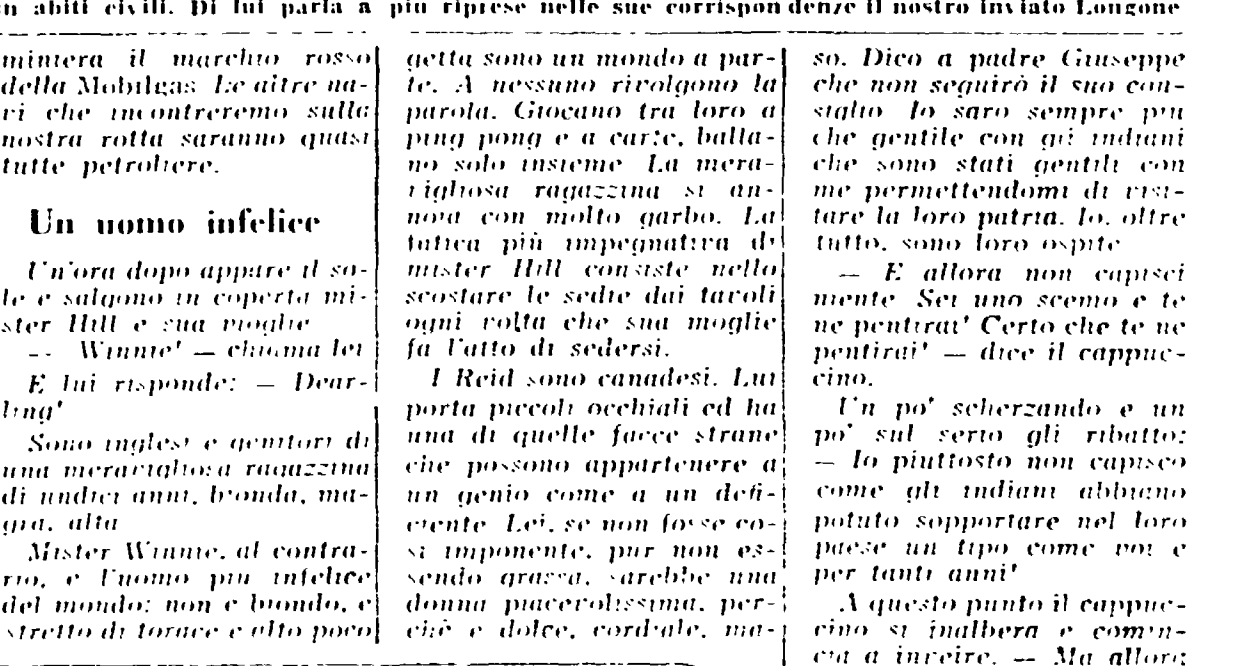 in abiti civili. Di lui parla a più riprese nelle sue corrispondenze il nostro inviato Longone
miniera il marchio rosso
della Mobilgas. Le altre na-
vi che incontreremo sulla
nostra rotta saranno quasi
tutte petroliere.
Un uomo infelice
Un'ora dopo appare il so-
le e salgono in coperta mi-
ster Hill e sua moglie
— Winnie! — chiama lei
E lui risponde: — Dear-
ling!
Sono inglesi e genitori di
una meravigliosa ragazzina
di undici anni, bionda, ma-
gra, alta
Mister Winnie, al contra-
rio, è l'uomo più infelice
del mondo: non è biondo, è
stretto di torace e alto poco
getta sono un mondo a par-
te. A nessuno rivolgono la
parola. Giocano tra loro a
ping pong e a carte, balla-
no solo insieme. La mera-
vigliosa ragazzina si an-
noia con molto garbo. La
fatica più impegnativa di
mister Hill consiste nello
scostare le sedie dai tavoli
ogni volta che sua moglie
fa l'atto di sedersi.
I Reid sono canadesi. Lui
porta piccoli occhiali ed ha
una di quelle facce strane
che possono appartenere a
un genio come a un defi-
ciente. Lei, se non fosse co-
sì imponente, pur non es-
sendo grassa, sarebbe una
donna piacevolissima, per-
chè è dolce, cordiale, ma-
so. Dico a padre Giuseppe
che non seguirò il suo con-
siglio. Io sarò sempre più
che gentile con gli indiani
che sono stati gentili con
me permettendomi di visi-
tare la loro patria. Io, oltre
tutto, sono loro ospite
— E allora non capisci
niente. Sei uno scemo e te
ne pentirai! Certo che te ne
pentirai! — dice il cappuc-
cino.
Un po' scherzando e un
po' sul serio gli ribatto:
— Io piuttosto non capisco
come gli indiani abbiano
potuto sopportare nel loro
paese un tipo come voi e
per tanti anni!
A questo punto il cappuc-
cino si inalbera e comin-
cia a inveire. — Ma allora: